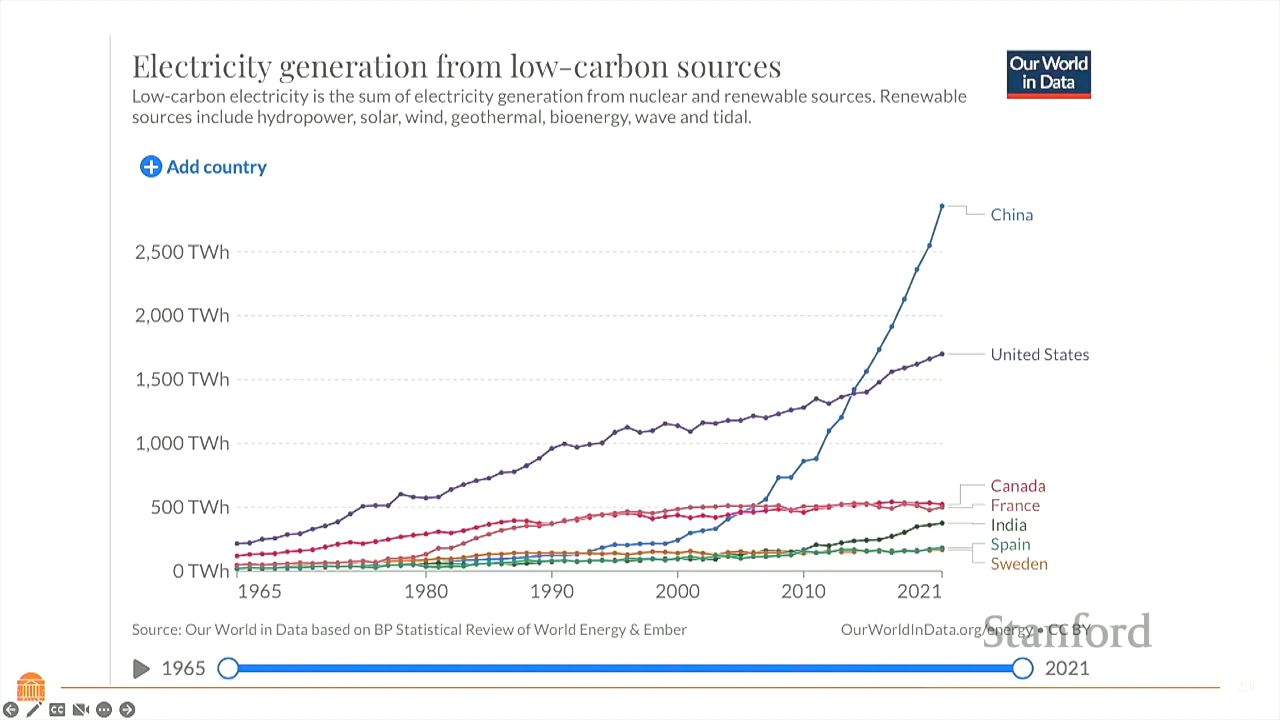 Electricity generation from low-carbon sources
Our World
in Data
Low-carbon electricity is the sum of electricity generation from nuclear and renewable sources. Renewable
sources include hydropower, solar, wind, geothermal, bioenergy, wave and tidal.
Add country
China
2,500 TWh
2,000 TWh
United States
1,500 TWh
1,000 TWh
Canada
500 TWh
France
India
Spain
Sweden
0 TWh
1965
1980
1990
2000
2010
2021
Source: Our World in Data based on BP Statistical Review of World Energy & Ember
OurWorldInData.org/energy • CC BY
Stanford
1965
2021
CC